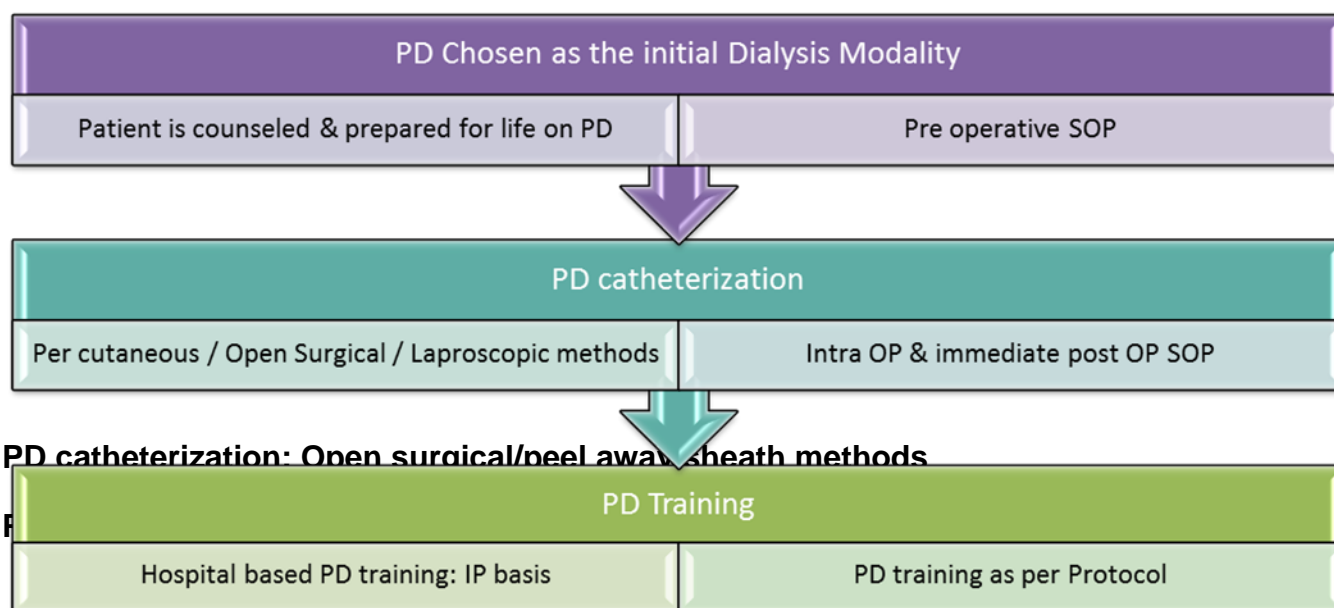 PD Chosen as the initial Dialysis Modality
Patient is counseled & prepared for life on PD
Pre operative SOP
PD catheterization
Per cutaneous / Open Surgical / Laproscopic methods
Intra OP & immediate post OP SOP
PD catheterization: Open surgical/peel away sheath methods
PD Training
Hospital based PD training: IP basis
PD training as per Protocol